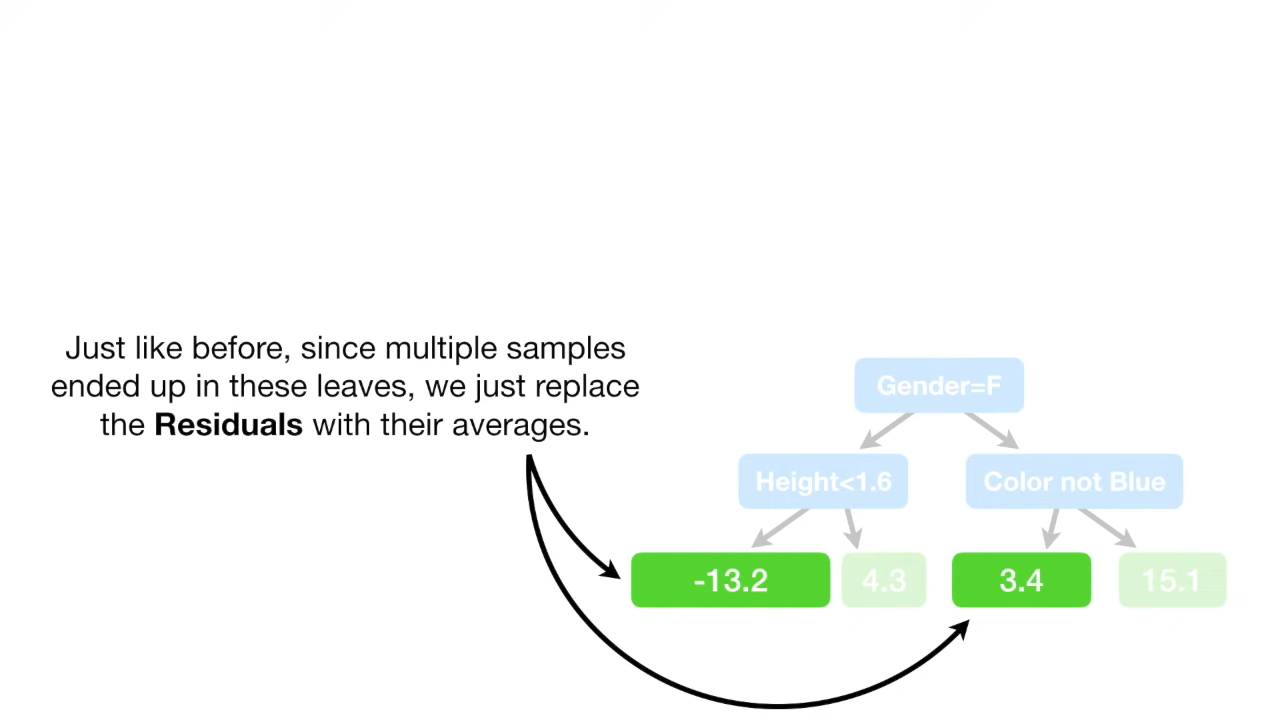 Just like before, since multiple samples
ended up in these leaves, we just replace
the Residuals with their averages.
Gender=F
Height<1.6
Color not Blue
-13.2
4.3
3.4
15.1